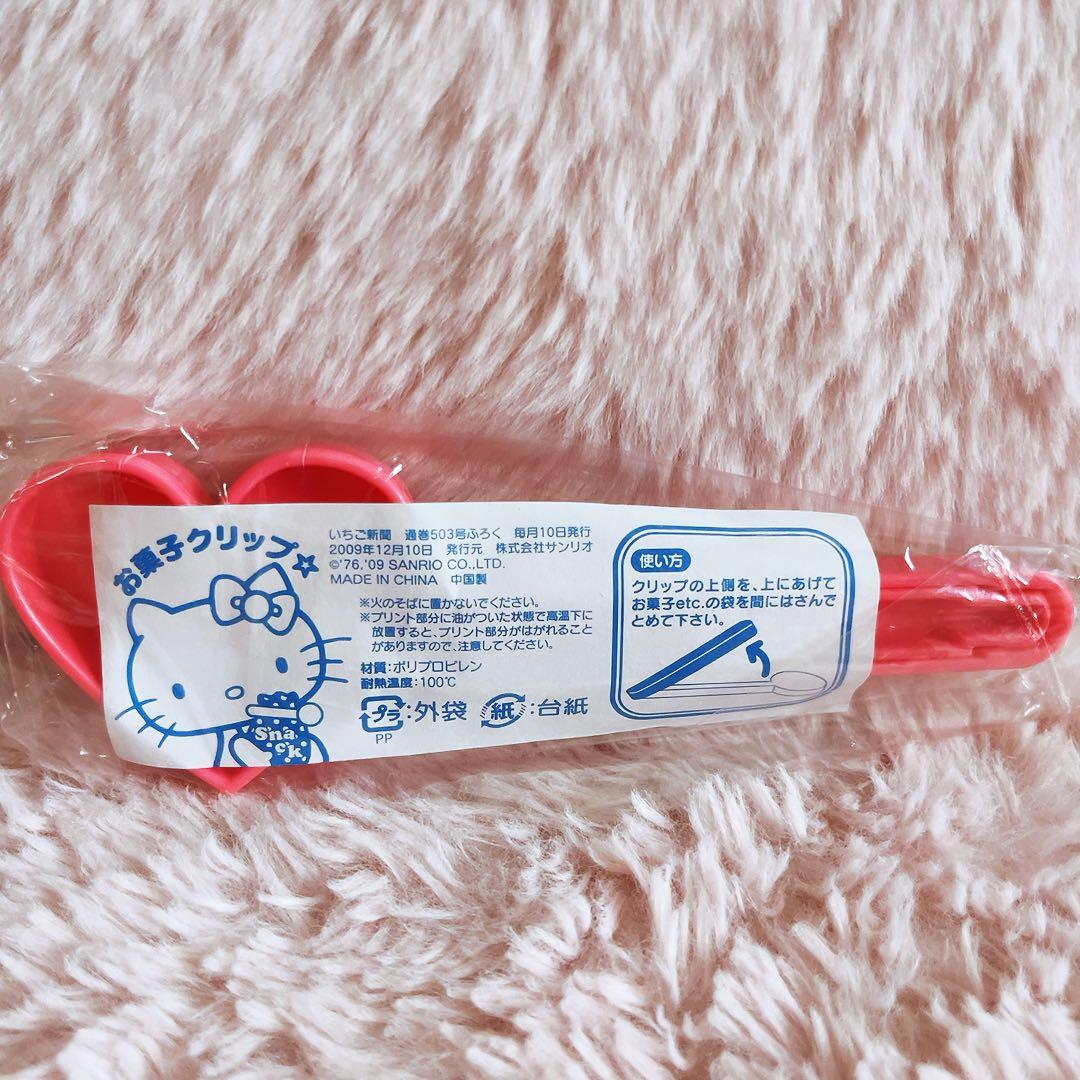 お菓子クリップ☆
いちご新聞 通巻503号ふろく 毎月10日発行
2009年12月10日 発行元 株式会社サンリオ
©'76,'09 SANRIO CO.,LTD.
MADE IN CHINA 中国製
※火のそばに置かないでください。
※プリント部分に油がついた状態で高温下に
放置すると、プリント部分がはがれること
がありますので、注意してください。
材質:ポリプロピレン
耐熱温度:100℃
プラ:外袋 紙:台紙
PP
Sna
ck
使い方
クリップの上側を、上にあげて
お菓子etc.の袋を間にはさんで
とめて下さい。